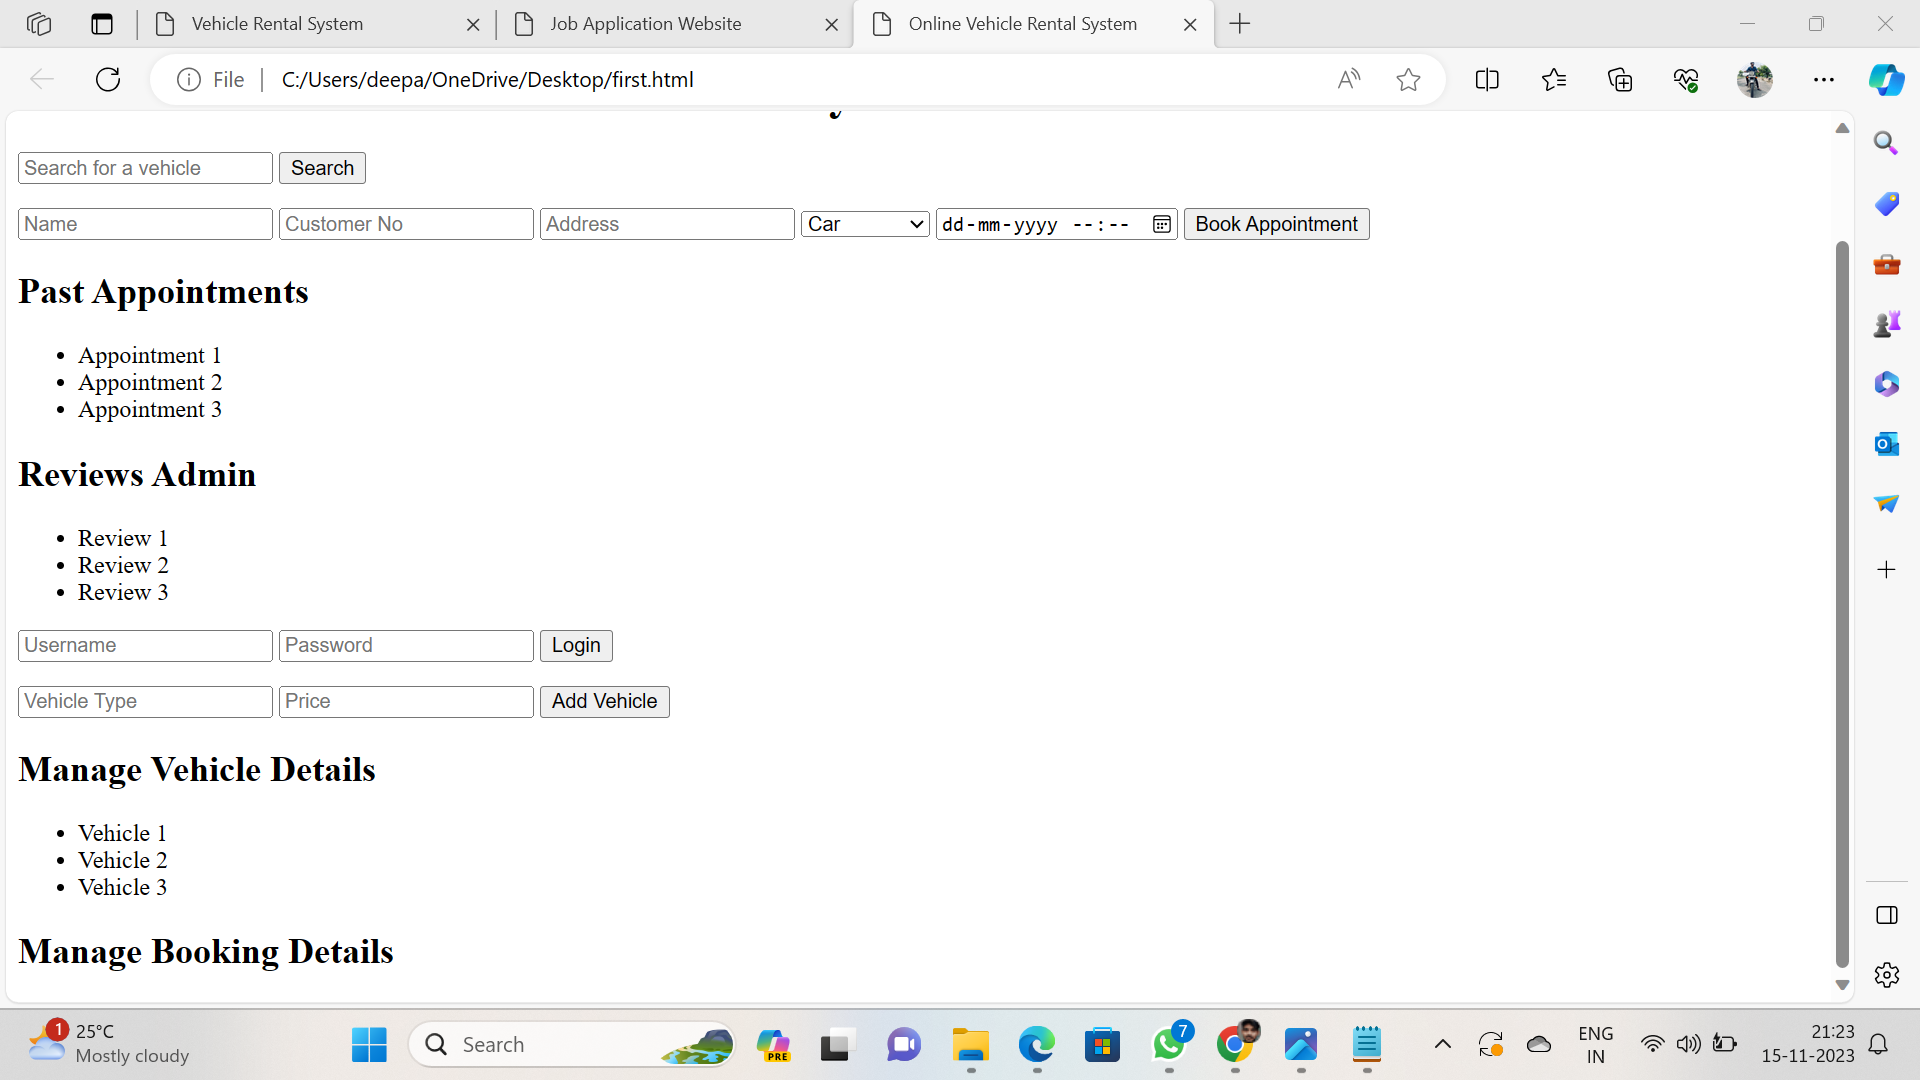 Vehicle Rental System
Job Application Website
Online Vehicle Rental System
File C:/Users/deepa/OneDrive/Desktop/first.html
Search for a vehicle Search
Name Customer No Address Car dd-mm-yyyy --:-- Book Appointment
Past Appointments
• Appointment 1
• Appointment 2
• Appointment 3
Reviews Admin
• Review 1
• Review 2
• Review 3
Username Password Login
Vehicle Type Price Add Vehicle
Manage Vehicle Details
• Vehicle 1
• Vehicle 2
• Vehicle 3
Manage Booking Details
1 25°C
Mostly cloudy
Search
PRE
7
ENG
IN
21:23
15-11-2023